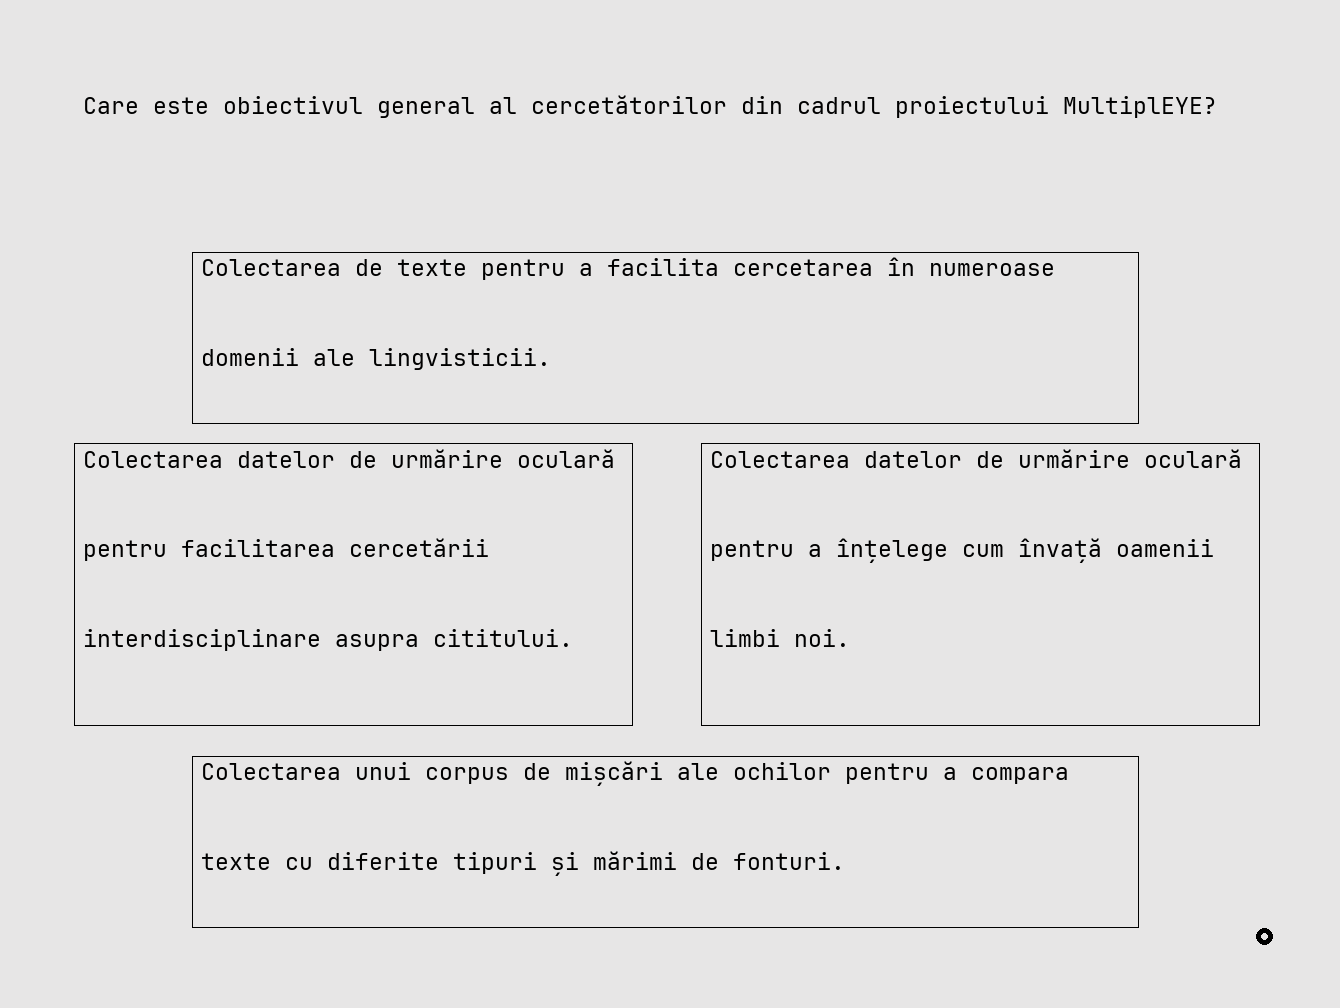 Care este obiectivul general al cercetătorilor din cadrul proiectului MultiplEYE?
Colectarea de texte pentru a facilita cercetarea în numeroase
domenii ale lingvisticii.
Colectarea datelor de urmărire oculară
pentru facilitarea cercetării
interdisciplinare asupra cititului.
Colectarea datelor de urmărire oculară
pentru a înțelege cum învață oamenii
limbi noi.
Colectarea unui corpus de mișcări ale ochilor pentru a compara
texte cu diferite tipuri și mărimi de fonturi.